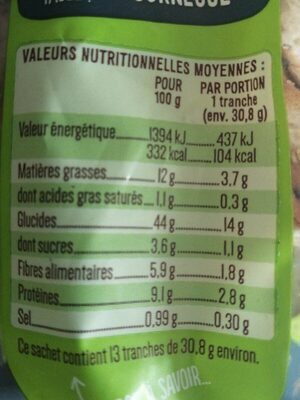 VALEURS NUTRITIONNELLES MOYENNES :
POUR 100 g PAR PORTION 1 tranche (env. 30,8 g)
Valeur énergétique 1394 kJ 437 kJ
332 kcal 104 kcal
Matières grasses 12 g 3,7 g
dont acides gras saturés 1,1 g 0,3 g
Glucides 44 g 14 g
dont sucres 3,6 g 1,1 g
Fibres alimentaires 5,9 g 1,8 g
Protéines 9,1 g 2,8 g
Sel 0,99 g 0,30 g
Ce sachet contient 13 tranches de 30,8 g environ.
SAVOIR...